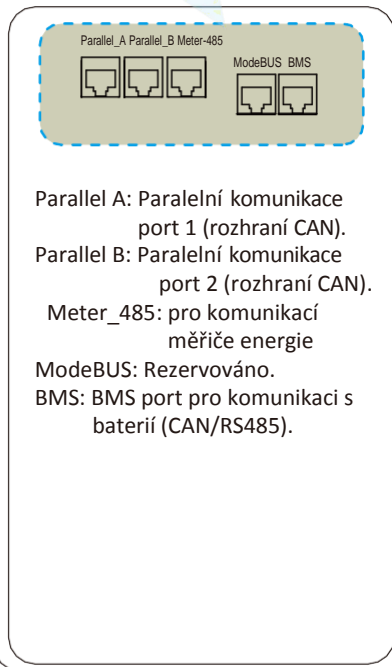 Parallel_A Parallel_B Meter-485
ModeBUS BMS
Parallel A: Paralelní komunikace
port 1 (rozhraní CAN).
Parallel B: Paralelní komunikace
port 2 (rozhraní CAN).
Meter_485: pro komunikací
měřiče energie
ModeBUS: Rezervováno.
BMS: BMS port pro komunikaci s
baterií (CAN/RS485).